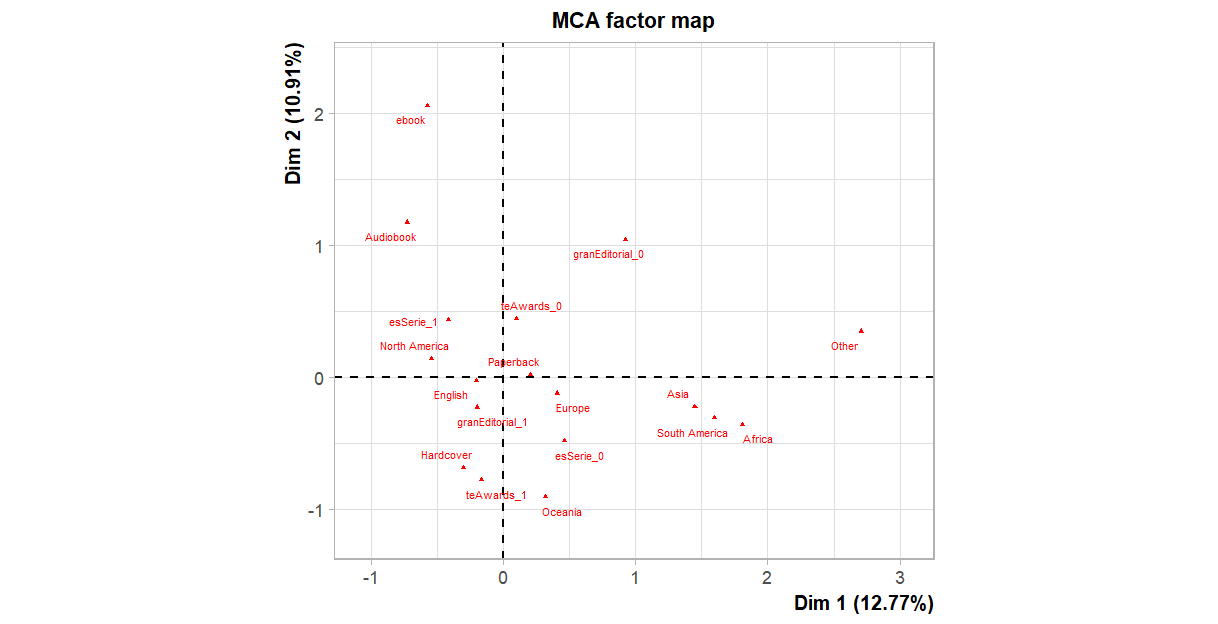 MCA factor map
Dim 2 (10.91%)
2
1
0
-1
ebook
Audiobook
granEditorial_0
teAwards_0
esSerie_1
North America
Other
Paperback
English
Europe
Asia
granEditorial_1
South America
Africa
Hardcover
esSerie_0
teAwards_1
Oceania
-1
0
1
2
3
Dim 1 (12.77%)